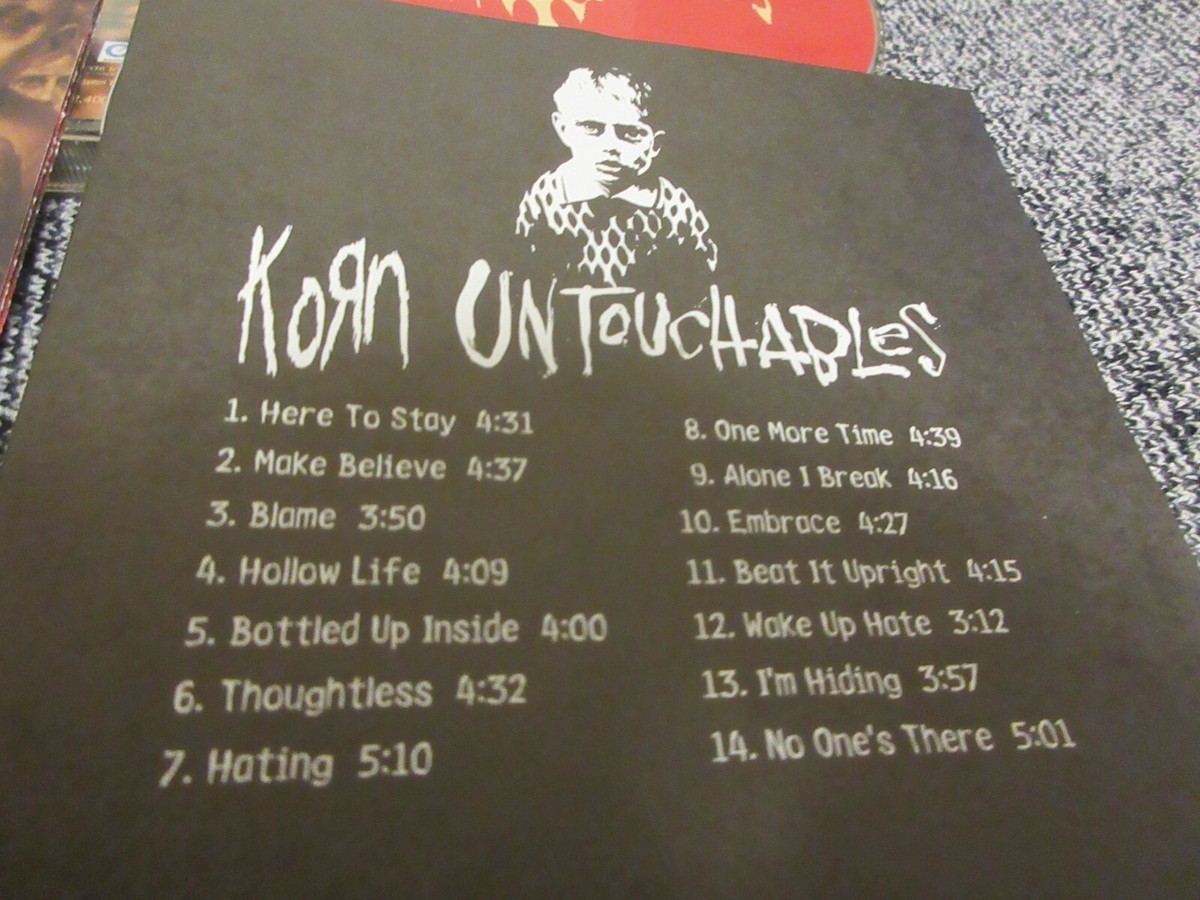 KoRn UNTOUCHABLES
1. Here To Stay 4:31
2. Make Believe 4:37
3. Blame 3:50
4. Hollow Life 4:09
5. Bottled Up Inside 4:00
6. Thoughtless 4:32
7. Hating 5:10
8. One More Time 4:39
9. Alone I Break 4:16
10. Embrace 4:27
11. Beat It Upright 4:15
12. Wake Up Hate 3:12
13. I'm Hiding 3:57
14. No One's There 5:01